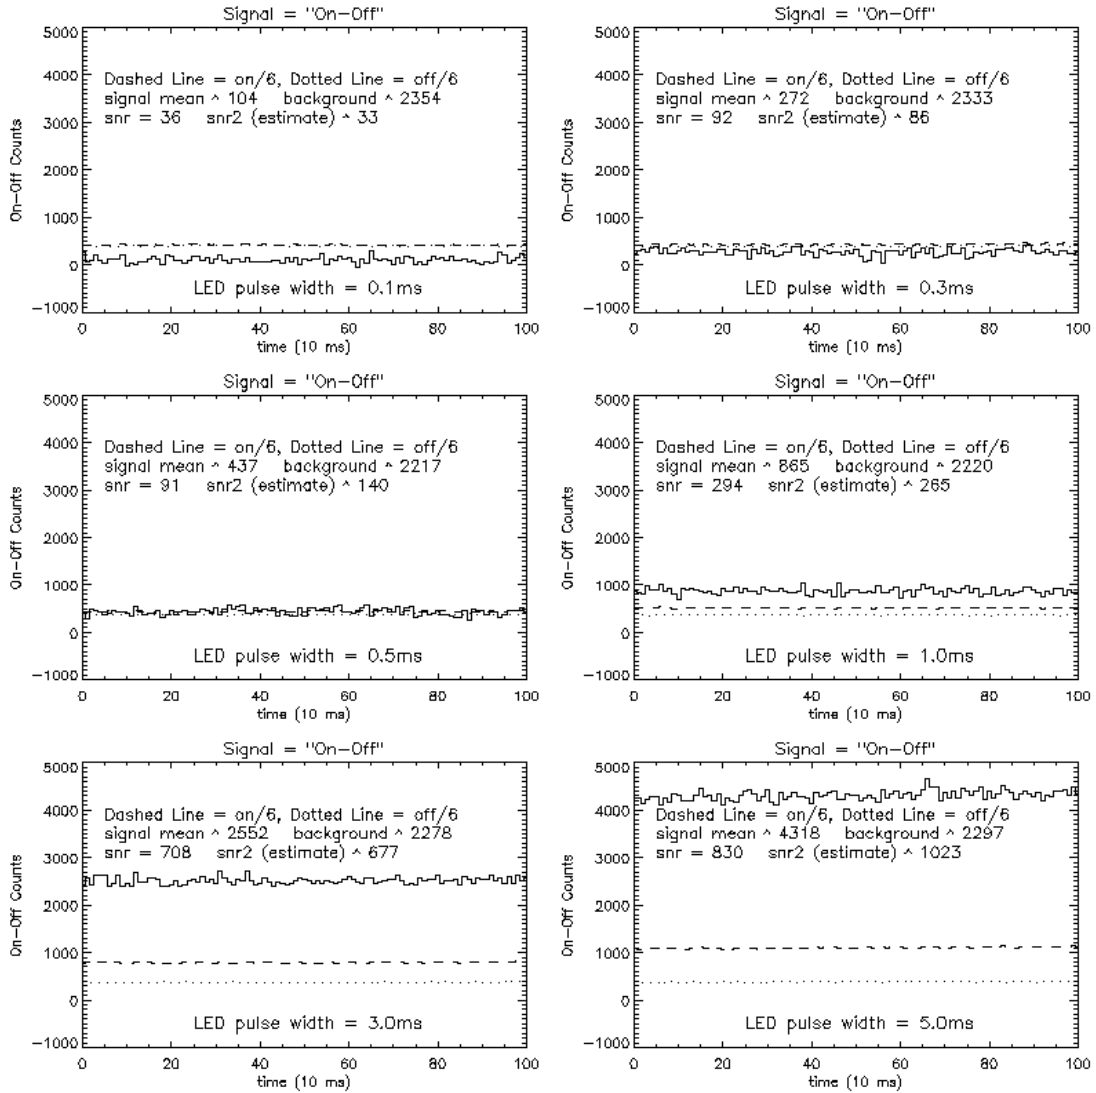 Signal = "On-Off"
On-Off Counts
5000
4000
3000
2000
1000
0
-1000
Dashed Line = on/6, Dotted Line = off/6
signal mean ^ 104 background ^ 2354
snr = 36 snr2 (estimate) ^ 33
LED pulse width = 0.1ms
0 20 40 60 80 100
time (10 ms)
Signal = "On-Off"
On-Off Counts
5000
4000
3000
2000
1000
0
-1000
Dashed Line = on/6, Dotted Line = off/6
signal mean ^ 272 background ^ 2333
snr = 92 snr2 (estimate) ^ 86
LED pulse width = 0.3ms
0 20 40 60 80 100
time (10 ms)
Signal = "On-Off"
On-Off Counts
5000
4000
3000
2000
1000
0
-1000
Dashed Line = on/6, Dotted Line = off/6
signal mean ^ 437 background ^ 2217
snr = 91 snr2 (estimate) ^ 140
LED pulse width = 0.5ms
0 20 40 60 80 100
time (10 ms)
Signal = "On-Off"
On-Off Counts
5000
4000
3000
2000
1000
0
-1000
Dashed Line = on/6, Dotted Line = off/6
signal mean ^ 865 background ^ 2220
snr = 294 snr2 (estimate) ^ 265
LED pulse width = 1.0ms
0 20 40 60 80 100
time (10 ms)
Signal = "On-Off"
On-Off Counts
5000
4000
3000
2000
1000
0
-1000
Dashed Line = on/6, Dotted Line = off/6
signal mean ^ 2552 background ^ 2278
snr = 708 snr2 (estimate) ^ 677
LED pulse width = 3.0ms
0 20 40 60 80 100
time (10 ms)
Signal = "On-Off"
On-Off Counts
5000
4000
3000
2000
1000
0
-1000
Dashed Line = on/6, Dotted Line = off/6
signal mean ^ 4318 background ^ 2297
snr = 830 snr2 (estimate) ^ 1023
LED pulse width = 5.0ms
0 20 40 60 80 100
time (10 ms)